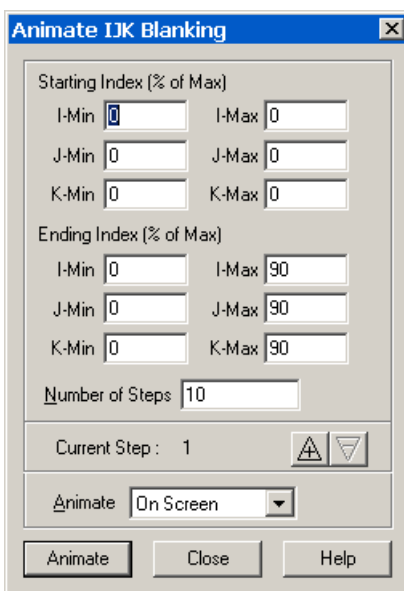 Animate IJK Blanking
Starting Index (% of Max)
I-Min 0 I-Max 0
J-Min 0 J-Max 0
K-Min 0 K-Max 0
Ending Index (% of Max)
I-Min 0 I-Max 90
J-Min 0 J-Max 90
K-Min 0 K-Max 90
Number of Steps 10
Current Step : 1
Animate On Screen
Animate Close Help